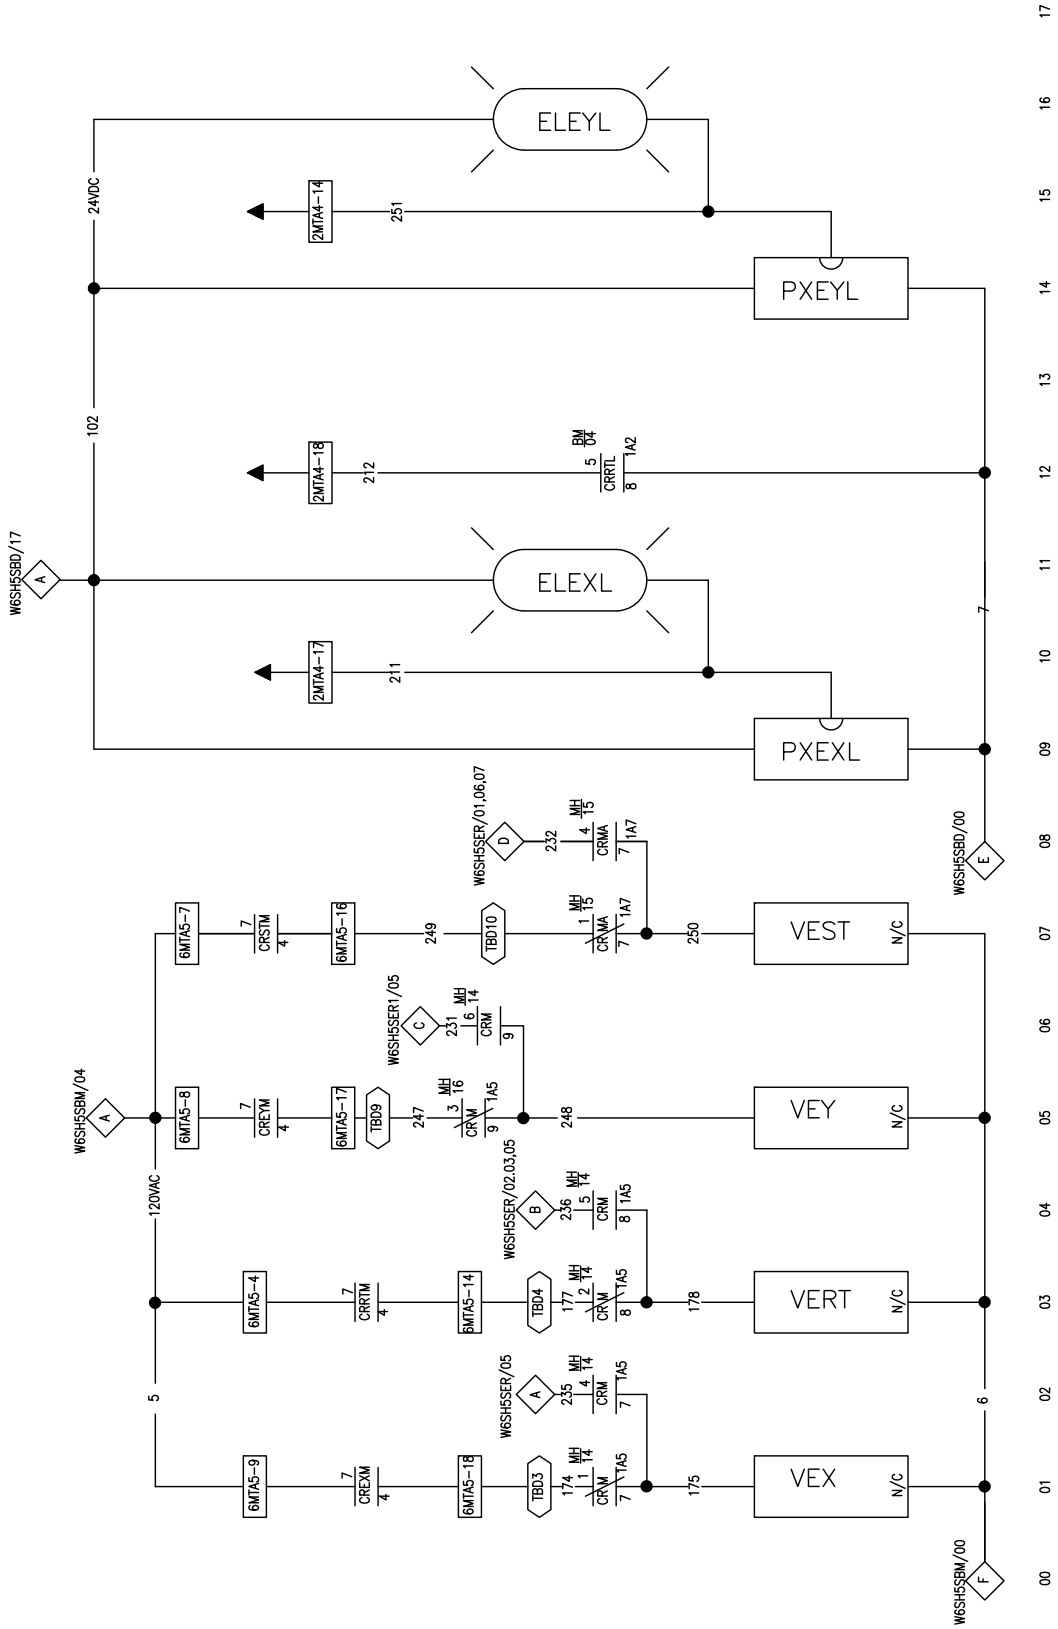 00
01
02
03
04
05
06
07
08
09
10
11
12
13
14
15
16
17
W6SH5SBM/04
A
120VAC
5
6MTA5-9
7
CREXM
4
6MTA5-18
TBD3
174
MH
14
1
CRM
7
1A5
175
VEX
N/C
W6SH5SER/05
A
235
MH
14
4
CRM
7
1A5
6MTA5-4
7
CRRTM
4
6MTA5-14
TBD4
177
MH
14
2
CRM
8
1A5
178
VERT
N/C
W6SH5SER/02.03,05
B
236
MH
14
5
CRM
8
1A5
6MTA5-8
7
CREYM
4
6MTA5-17
TBD9
247
MH
16
3
CRM
9
1A5
248
VEY
N/C
W6SH5SER1/05
C
231
MH
14
6
CRM
9
6MTA5-7
7
CRSTM
4
6MTA5-16
249
TBD10
MH
15
1
CRMA
7
1A7
250
VEST
N/C
W6SH5SER/01,06,07
D
232
MH
15
4
CRMA
7
1A7
W6SH5SBM/00
F
6
W6SH5SBD/17
A
102
24VDC
2MTA4-17
211
PXEXL
ELEXL
2MTA4-18
212
BM
04
5
CRRTL
8
1A2
2MTA4-14
251
PXEYL
ELEYL
W6SH5SBD/00
E
7